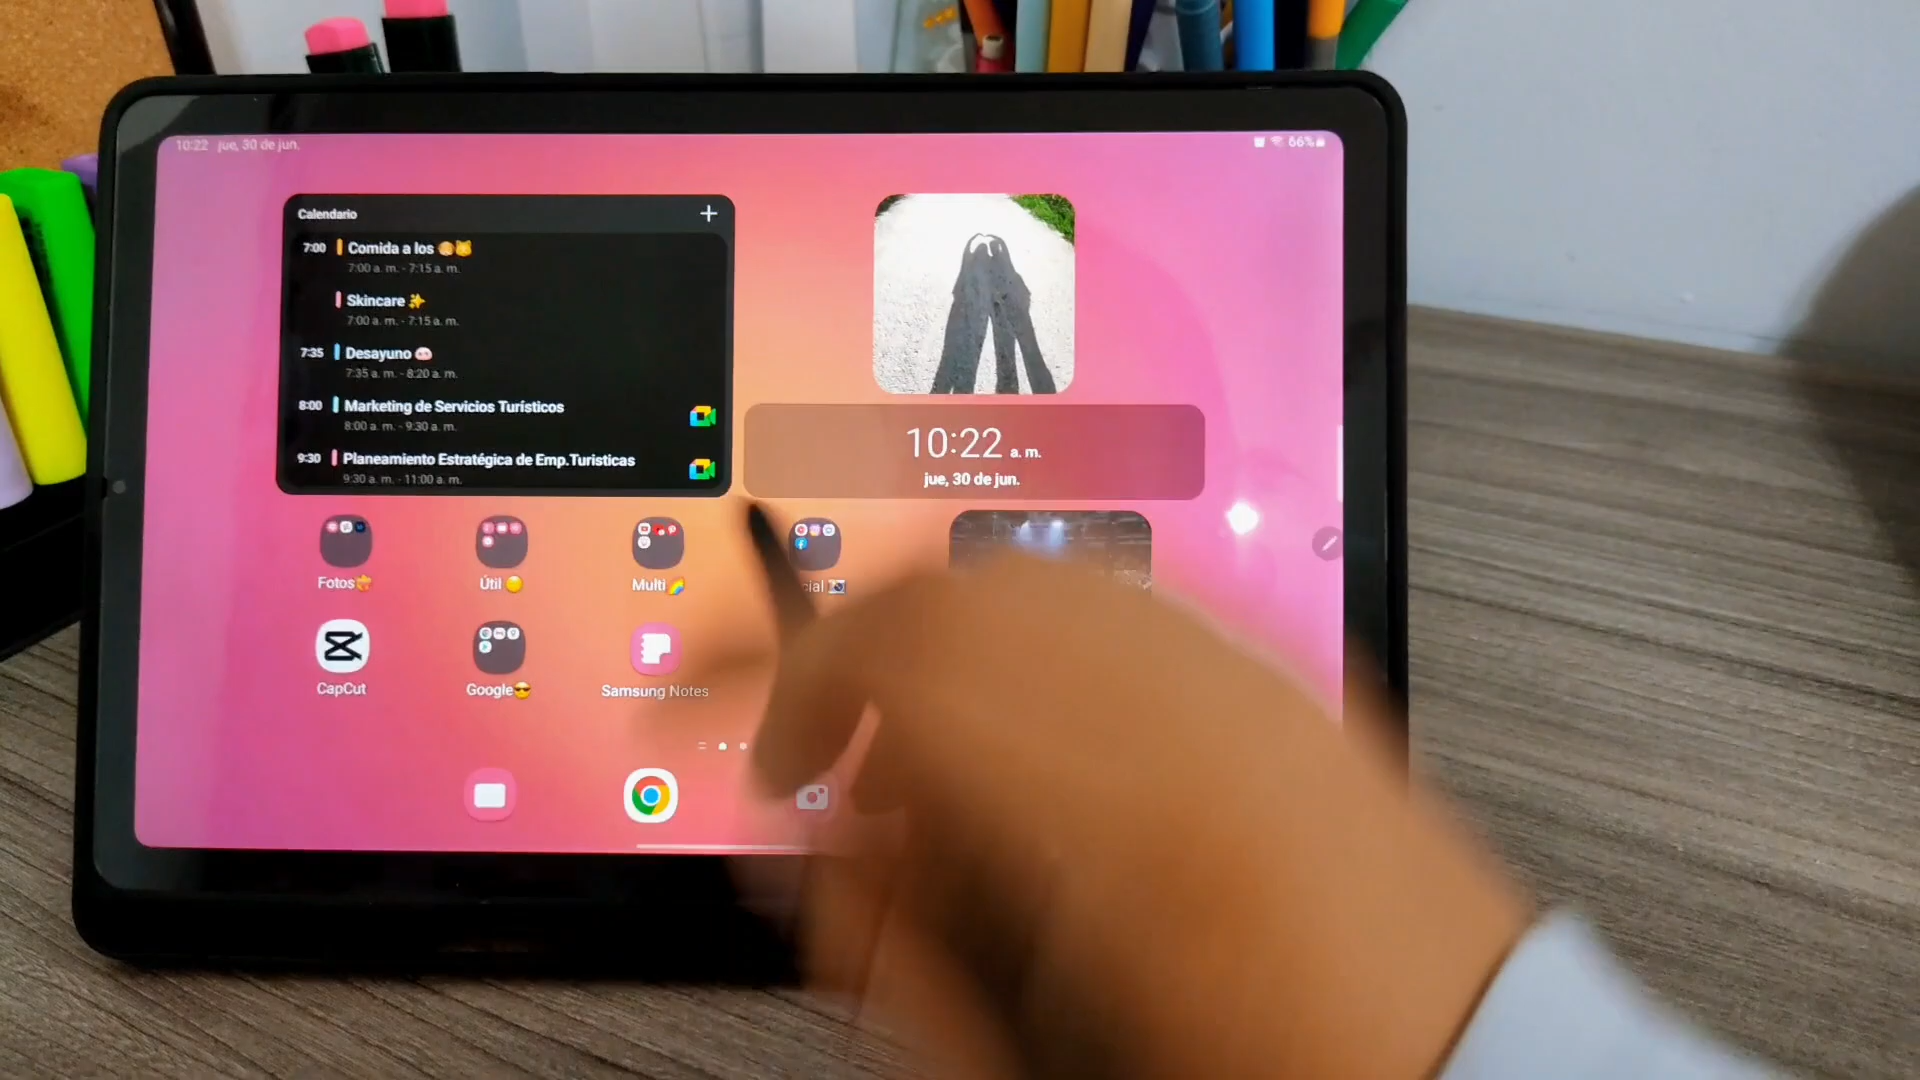 10:22 jue, 30 de jun.
66%
Calendario
7:00 Comida a los
7:00 a. m. - 7:15 a. m.
Skincare
7:00 a. m. - 7:15 a. m.
7:35 Desayuno
7:35 a. m. - 8:20 a. m.
8:00 Marketing de Servicios Turísticos
8:00 a. m. - 9:30 a. m.
9:30 Planeamiento Estratégica de Emp.Turisticas
9:30 a. m. - 11:00 a. m.
10:22 a. m.
jue, 30 de jun.
Fotos
Útil
Multi
CapCut
Google
Samsung Notes